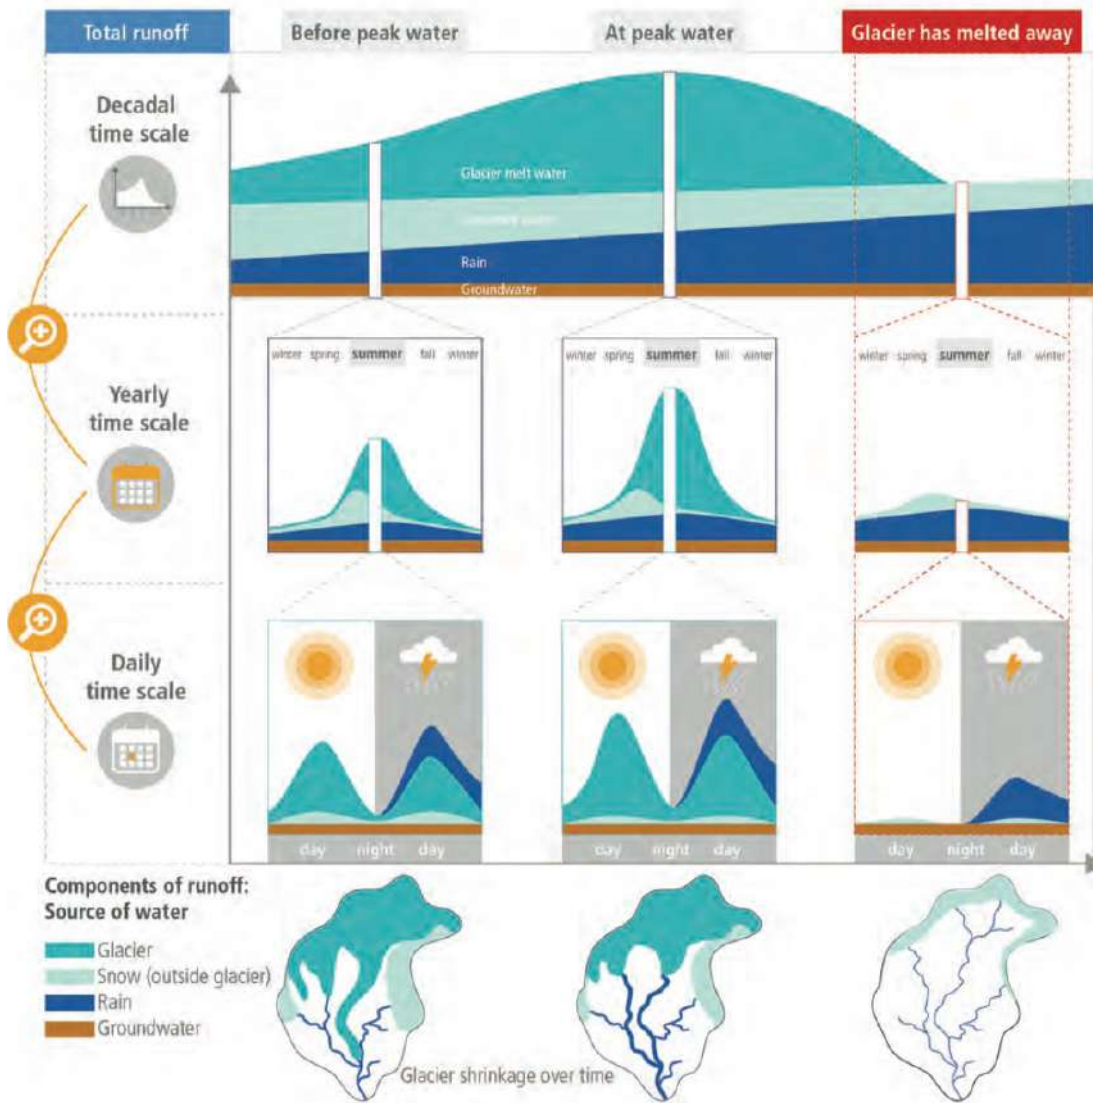 Total runoff
Before peak water
At peak water
Glacier has melted away
Decadal
time scale
Glacier melt water
Rain
Groundwater
winter spring summer fall winter
winter spring summer fall winter
winter spring summer fall winter
Yearly
time scale
Daily
time scale
day night day
day night day
day night day
Components of runoff:
Source of water
Glacier
Snow (outside glacier)
Rain
Groundwater
Glacier shrinkage over time